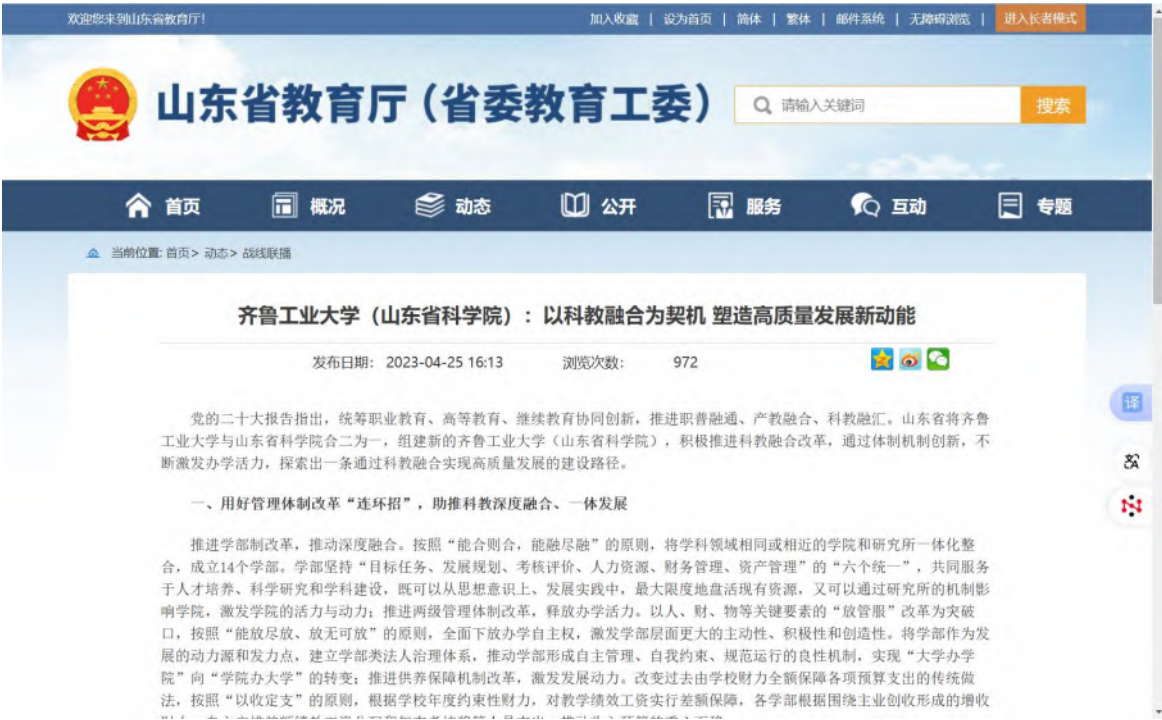 欢迎您来到山东省教育厅!
加入收藏 | 设为首页 | 简体 | 繁体 | 邮件系统 | 无障碍浏览 | 进入长者模式
山东省教育厅（省委教育工委）
请输入关键词 搜索
首页 概况 动态 公开 服务 互动 专题
当前位置: 首页> 动态> 战线联播
齐鲁工业大学（山东省科学院）：以科教融合为契机 塑造高质量发展新动能
发布日期: 2023-04-25 16:13 浏览次数: 972
党的二十大报告指出，统筹职业教育、高等教育、继续教育协同创新，推进职普融通、产教融合、科教融汇。山东省将齐鲁
工业大学与山东省科学院合二为一，组建新的齐鲁工业大学（山东省科学院），积极推进科教融合改革，通过体制机制创新，不
断激发办学活力，探索出一条通过科教融合实现高质量发展的建设路径。
一、用好管理体制改革“连环招”，助推科教深度融合、一体发展
推进学部制改革，推动深度融合。按照“能合则合，能融尽融”的原则，将学科领域相同或相近的学院和研究所一体化整
合，成立14个学部。学部坚持“目标任务、发展规划、考核评价、人力资源、财务管理、资产管理”的“六个统一”，共同服务
于人才培养、科学研究和学科建设，既可以从思想意识上、发展实践中，最大限度地盘活现有资源，又可以通过研究所的机制影
响学院，激发学院的活力与动力；推进两级管理体制改革，释放办学活力。以人、财、物等关键要素的“放管服”改革为突破
口，按照“能放尽放、放无可放”的原则，全面下放办学自主权，激发学部层面更大的主动性、积极性和创造性。将学部作为发
展的动力源和发力点，建立学部类法人治理体系，推动学部形成自主管理、自我约束、规范运行的良性机制，实现“大学办学
院”向“学院办大学”的转变；推进供养保障机制改革，激发发展动力。改变过去由学校财力全额保障各项预算支出的传统做
法，按照“以收定支”的原则，根据学校年度约束性财力，对教学绩效工资实行差额保障，各学部根据围绕主业创收形成的增收
译